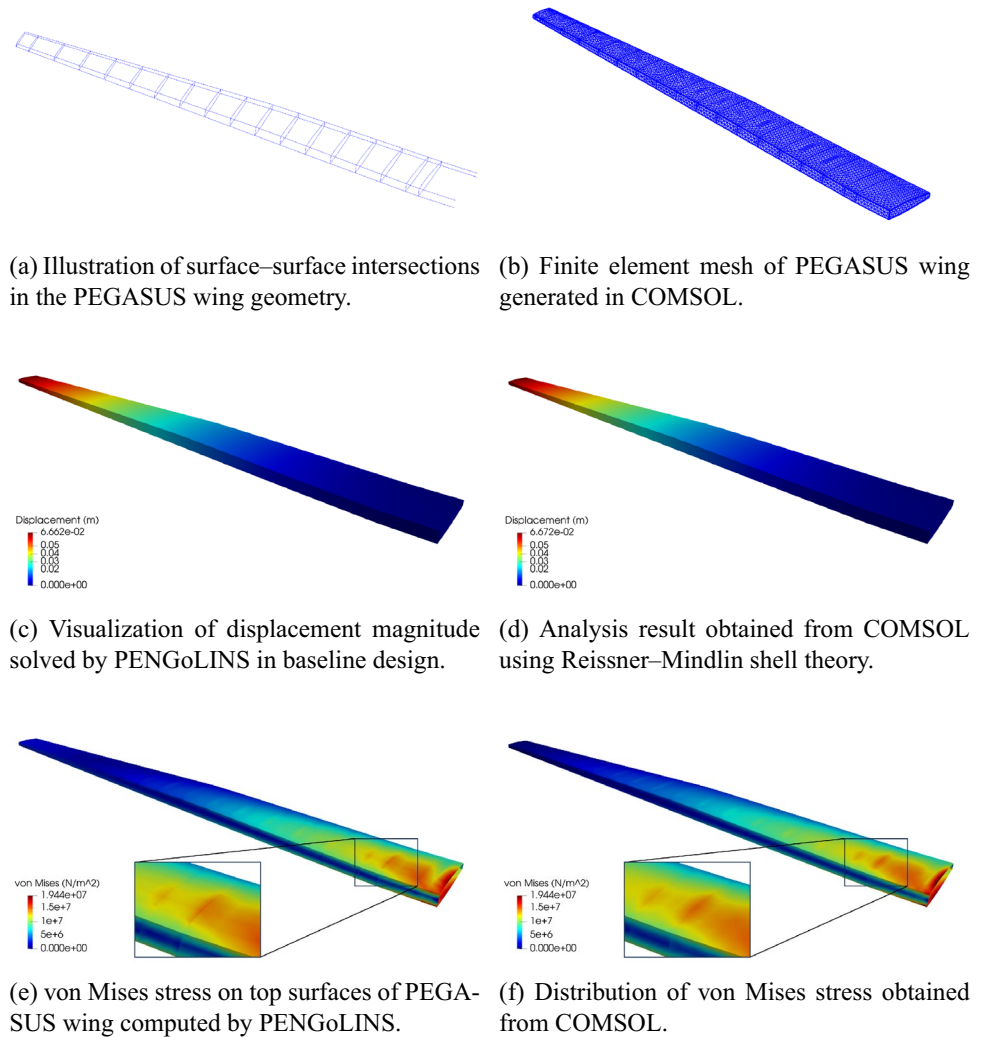 (a) Illustration of surface–surface intersections
in the PEGASUS wing geometry.
(b) Finite element mesh of PEGASUS wing
generated in COMSOL.
Displacement (m)
6.662e-02
0.05
0.04
0.03
0.02
0.000e+00
Displacement (m)
6.672e-02
0.05
0.04
0.03
0.02
0.000e+00
(c) Visualization of displacement magnitude
solved by PENGoLINS in baseline design.
(d) Analysis result obtained from COMSOL
using Reissner–Mindlin shell theory.
von Mises (N/m^2)
1.944e+07
1.5e+7
1e+7
5e+6
0.000e+00
von Mises (N/m^2)
1.944e+07
1.5e+7
1e+7
5e+6
0.000e+00
(e) von Mises stress on top surfaces of PEGA-
SUS wing computed by PENGoLINS.
(f) Distribution of von Mises stress obtained
from COMSOL.